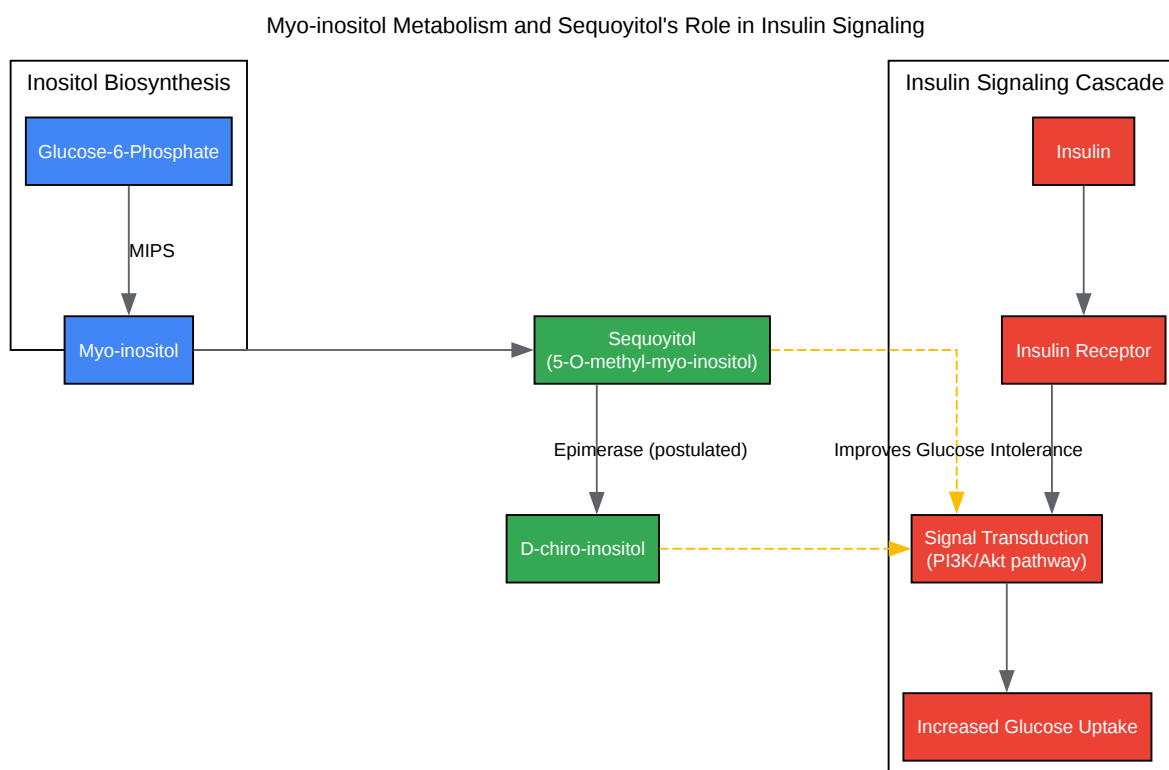 Myo-inositol Metabolism and Sequoyitol's Role in Insulin Signaling
Inositol Biosynthesis
Glucose-6-Phosphate
MIPS
Myo-inositol
Sequoyitol
(5-O-methyl-myo-inositol)
Epimerase (postulated)
D-chiro-inositol
Improves Glucose Intolerance
Insulin Signaling Cascade
Insulin
Insulin Receptor
Signal Transduction
(PI3K/Akt pathway)
Increased Glucose Uptake